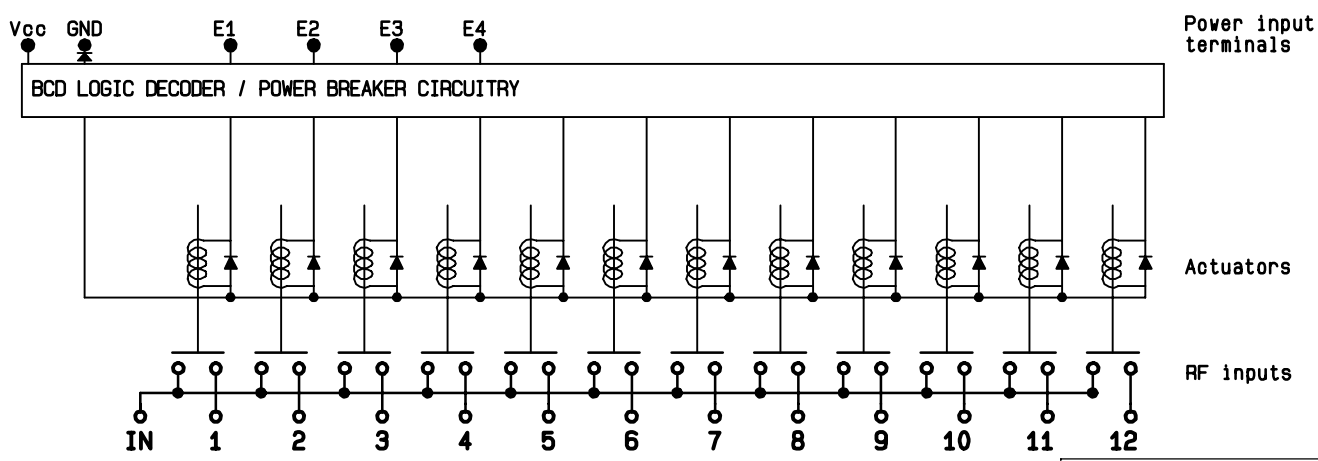 Vcc GND E1 E2 E3 E4
Power input
terminals
BCD LOGIC DECODER / POWER BREAKER CIRCUITRY
Actuators
RF inputs
IN 1 2 3 4 5 6 7 8 9 10 11 12